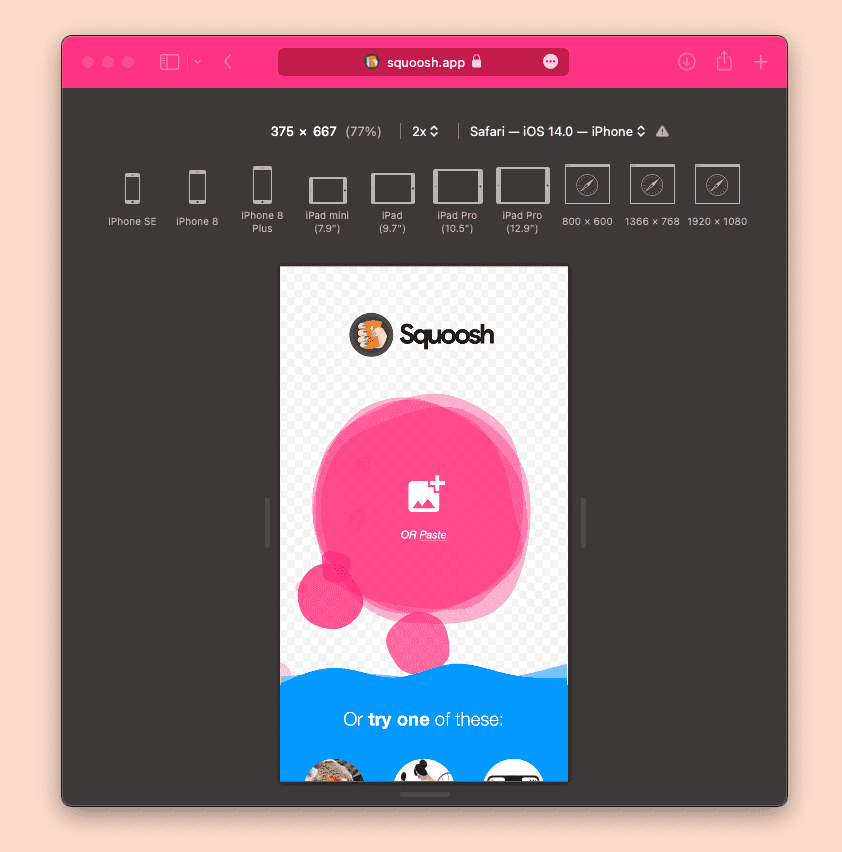 squoosh.app
375 × 667 (77%) 2x Safari — iOS 14.0 — iPhone
iPhone SE
iPhone 8
iPhone 8
Plus
iPad mini
(7.9")
iPad
(9.7")
iPad Pro
(10.5")
iPad Pro
(12.9")
800 × 600
1366 × 768
1920 × 1080
Squoosh
OR Paste
Or try one of these: